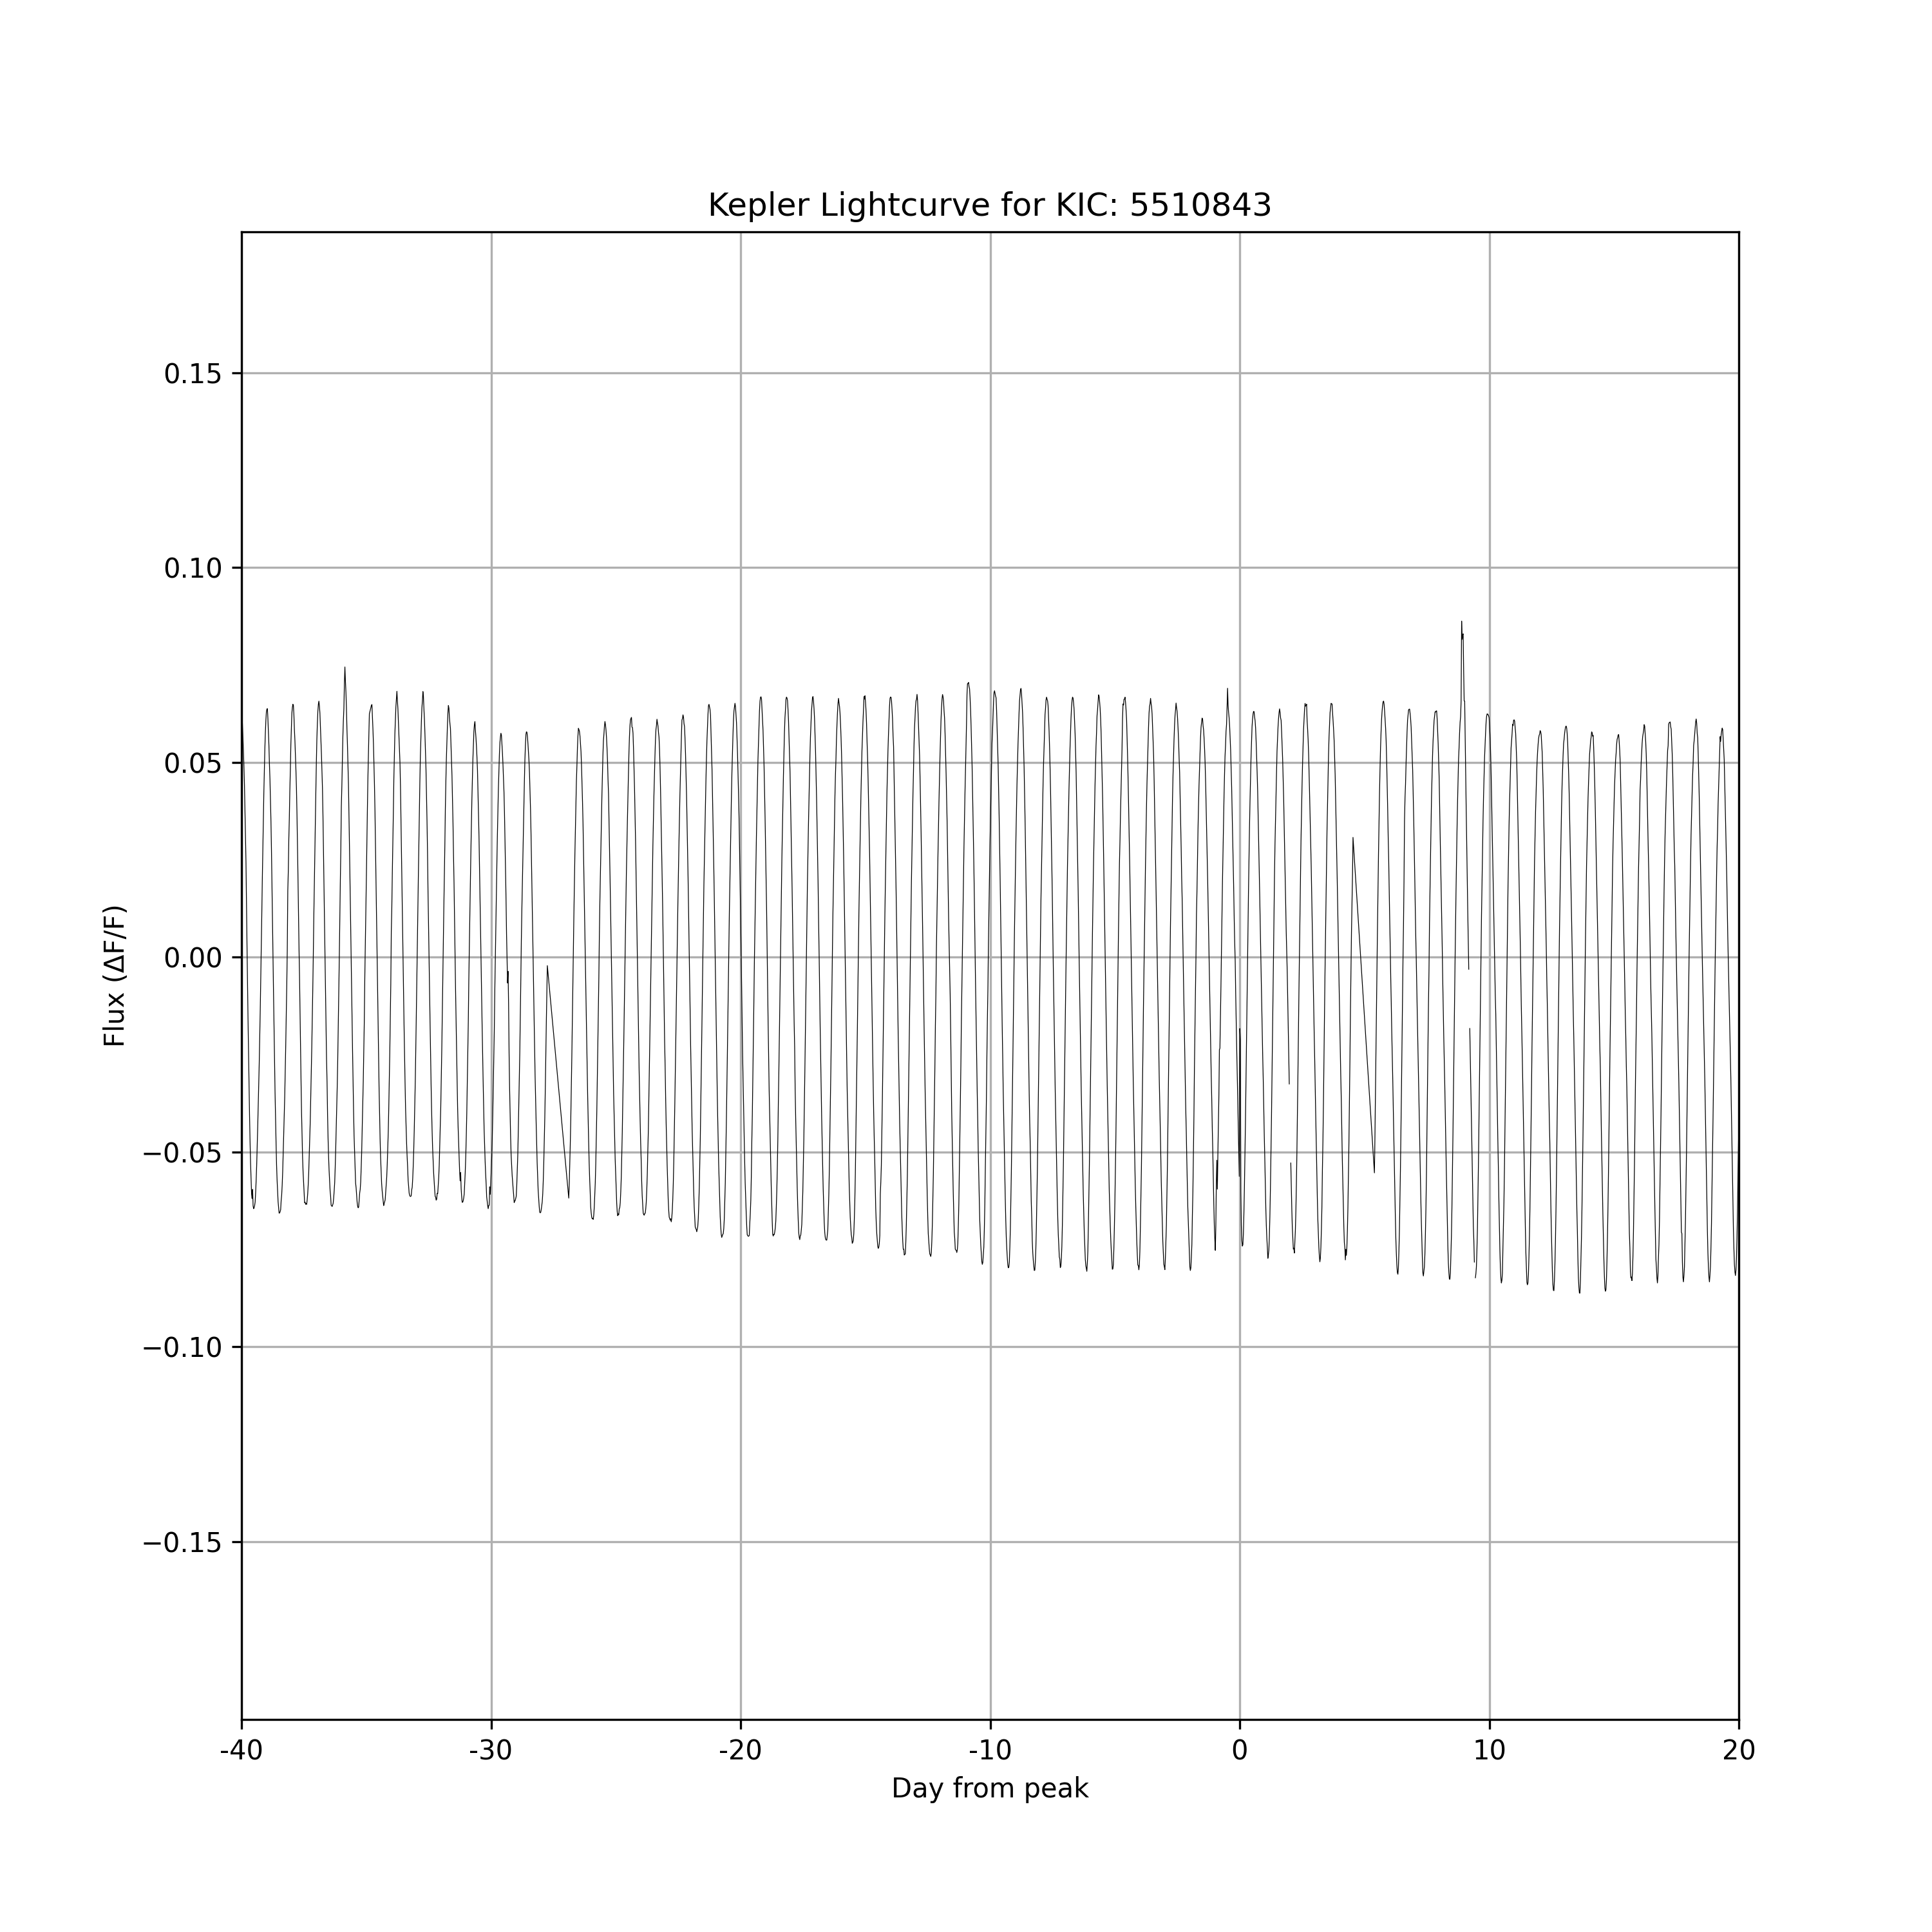 Kepler Lightcurve for KIC: 5510843
0.15
0.10
0.05
0.00
−0.05
−0.10
−0.15
Flux (ΔF/F)
-40 -30 -20 -10 0 10 20
Day from peak